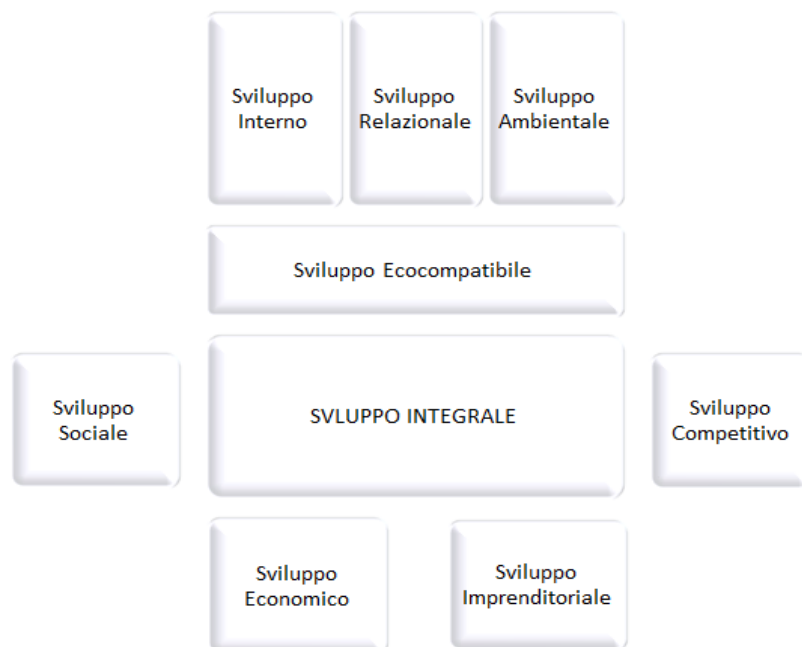 Sviluppo
Interno
Sviluppo
Relazionale
Sviluppo
Ambientale
Sviluppo Ecocompatibile
Sviluppo
Sociale
SVLUPPO INTEGRALE
Sviluppo
Competitivo
Sviluppo
Economico
Sviluppo
Imprenditoriale